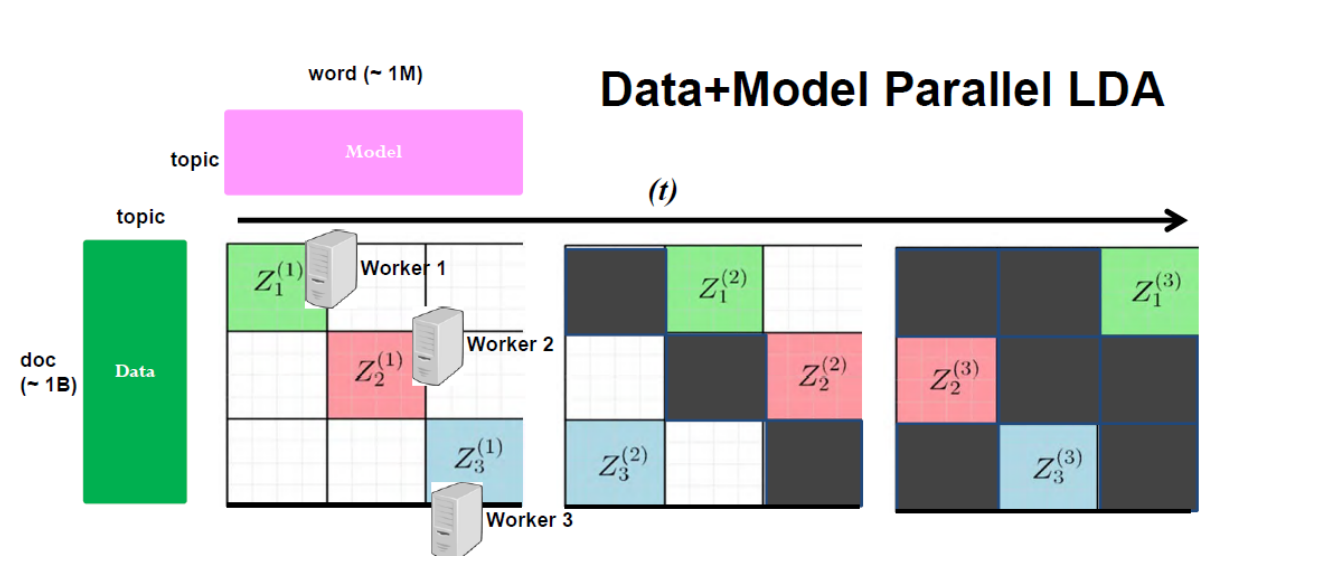 word (~ 1M)
Data+Model Parallel LDA
Model
topic
(t)
topic
Z_1^{(1)}
Worker 1
Z_1^{(2)}
Z_1^{(3)}
Worker 2
doc
(~ 1B)
Data
Z_2^{(1)}
Z_2^{(2)}
Z_2^{(3)}
Z_3^{(1)}
Z_3^{(2)}
Z_3^{(3)}
Worker 3